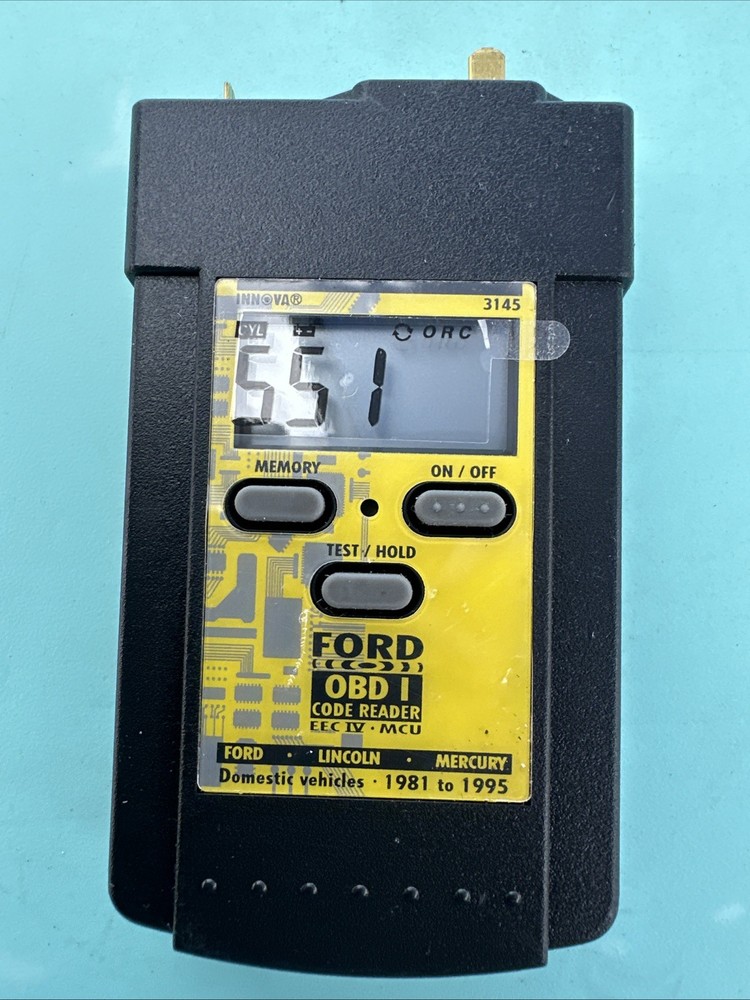 INNOVA®
3145
CYL
ORC
551
MEMORY
ON / OFF
TEST / HOLD
FORD
OBD I
CODE READER
EEC IV · MCU
FORD · LINCOLN · MERCURY
Domestic vehicles · 1981 to 1995